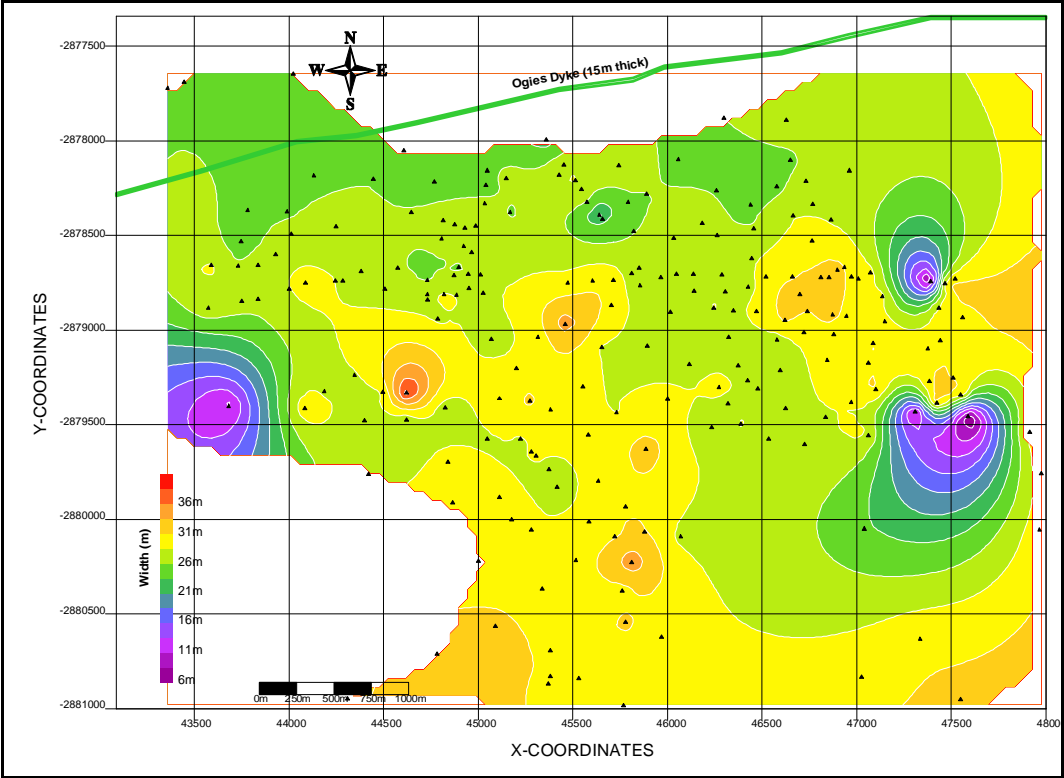 -2877500
N
W
E
S
Ogies Dyke (15m thick)
-2878000
-2878500
-2879000
-2879500
-2880000
-2880500
-2881000
Y-COORDINATES
Width (m)
36m
31m
26m
21m
16m
11m
6m
0m 250m 500m 750m 1000m
43500 44000 44500 45000 45500 46000 46500 47000 47500 4800
X-COORDINATES